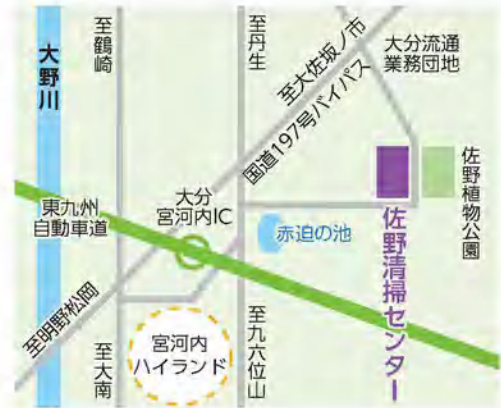 大野川
至鶴崎
至丹生
至大佐坂ノ市
国道197号バイパス
大分流通
業務団地
佐野植物公園
佐野清掃センター
大分
宮河内IC
東九州
自動車道
赤迫の池
至明野松岡
至大南
宮河内
ハイランド
至九六位山